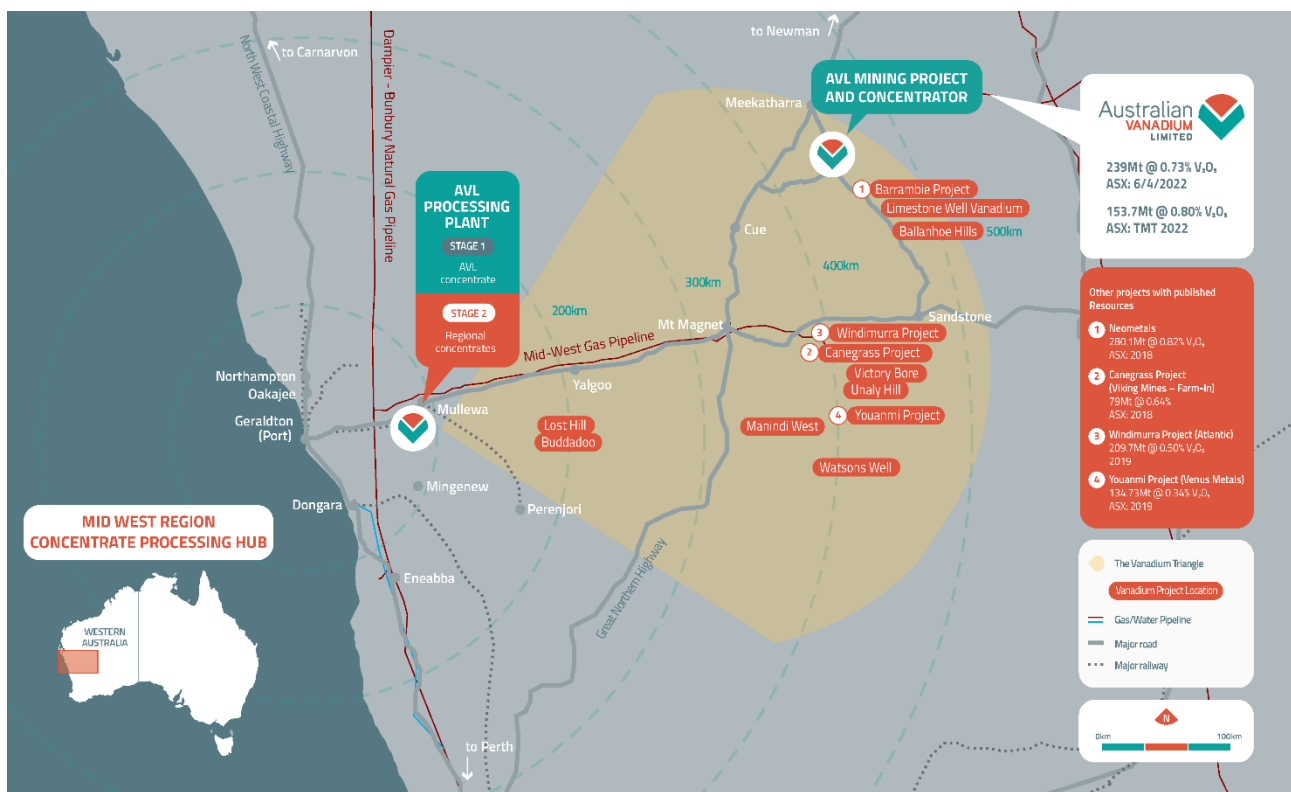 to Carnarvon
North West Coastal Highway
Dampier - Bunbury Natural Gas Pipeline
to Newman
Meekatharra
AVL MINING PROJECT
AND CONCENTRATOR
Australian
VANADIUM
LIMITED
239Mt @ 0.73% V₂O₅
ASX: 6/4/2022
153.7Mt @ 0.80% V₂O₅
ASX: TMT 2022
AVL
PROCESSING
PLANT
STAGE 1
AVL
concentrate
STAGE 2
Regional
concentrates
1 Barrambie Project
Limestone Well Vanadium
Ballanhoe Hills
500km
Cue
400km
300km
200km
Sandstone
Mt Magnet
Mid-West Gas Pipeline
3 Windimurra Project
2 Canegrass Project
Victory Bore
Unaly Hill
Yalgoo
Northampton
Oakajee
Geraldton
(Port)
Mullewa
Lost Hill
Buddadoo
Manindi West
4 Youanmi Project
Watsons Well
Mingenew
Perenjori
Dongara
Eneabba
Great Northern Highway
to Perth
MID WEST REGION
CONCENTRATE PROCESSING HUB
WESTERN
AUSTRALIA
Other projects with published
Resources
1 Neometals
280.1Mt @ 0.82% V₂O₅
ASX: 2018
2 Canegrass Project
(Viking Mines – Farm-In)
79Mt @ 0.64%
ASX: 2018
3 Windimurra Project (Atlantic)
209.7Mt @ 0.50% V₂O₅
2019
4 Youanmi Project (Venus Metals)
134.73Mt @ 0.34% V₂O₅
ASX: 2019
The Vanadium Triangle
Vanadium Project Location
Gas/Water Pipeline
Major road
Major railway
N
0km
100km